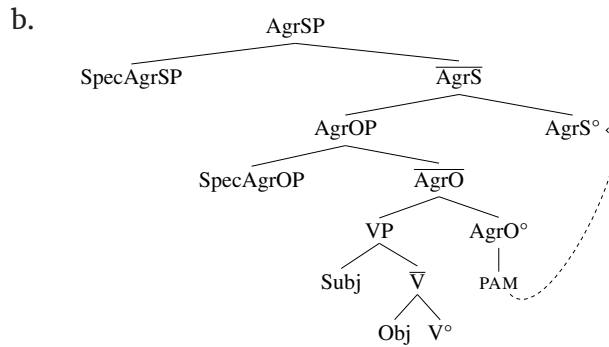 b.
AgrSP
SpecAgrSP AgrS
AgrOP AgrS°
SpecAgrOP AgrO
VP AgrO°
Subj V PAM
Obj V°